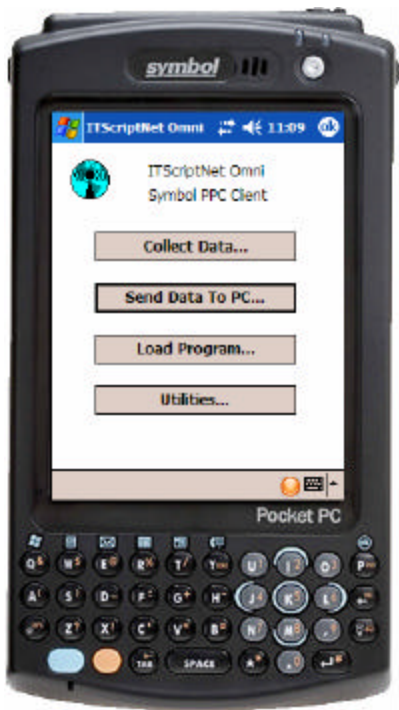 symbol
ITScriptNet Omni 11:09 ok
ITScriptNet Omni
Symbol PPC Client
Collect Data...
Send Data To PC...
Load Program...
Utilities...
Pocket PC
Q W E R T Y U I O P
A S D F G H J K L
Z X C V B N M
TAB SPACE